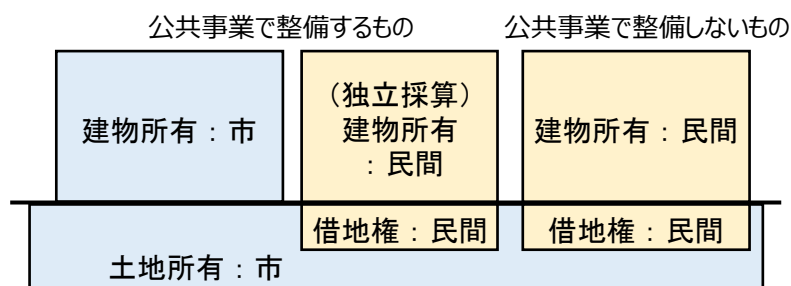 公共事業で整備するもの
公共事業で整備しないもの
建物所有：市
（独立採算）
建物所有
：民間
建物所有：民間
借地権：民間
借地権：民間
土地所有：市